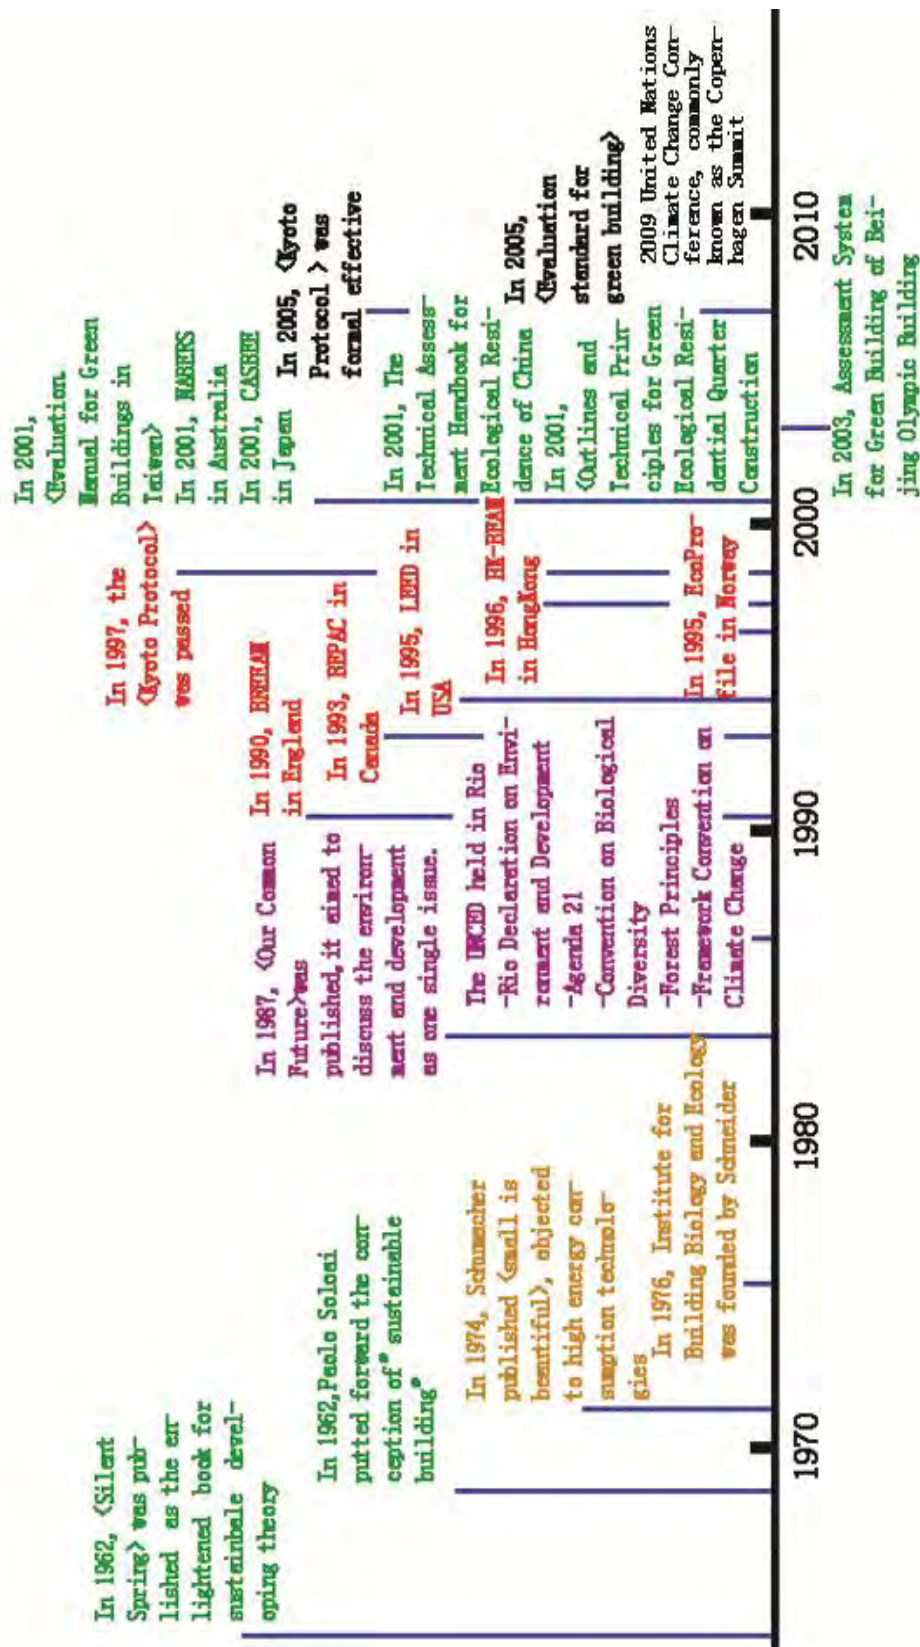 In 1962, <Silent
Spring> was pub-
lished as the en-
lightened book for
sustainbale devel-
oping theory
In 1962,Paolo Soloai
putted forward the con-
ception of" sustainable
building"
In 1974, Schumacher
published <small is
beautiful>, objected
to high energy con-
sumption technolo-
gies
In 1976, Institute for
Building Biology and Ecology
was founded by Schneider
In 1987, <Our Common
Future>was
published,it aimed to
discuss the environ-
ment and development
as one single issue.
The UNCED held in Rio
-Rio Declaration on Envi-
ronment and Development
-Agenda 21
-Convention on Biological
Diversity
-Forest Principles
-Framework Convention on
Climate Change
In 1990, BREEAM
in England
In 1993, BEPAC in
Canada
In 1995, LEED in
USA
In 1996, HK-BEAM
in HongKong
In 1995, EcoPro-
file in Norway
In 1997, the
<Kyoto Protocol>
was passed
In 2001,
<Evaluation
Manual for Green
Buildings in
Taiwan>
In 2001, NABERS
in Australia
In 2001, CASBEE
in Japan
In 2005, <Kyoto
Protocol > was
formal effective
In 2001, The
Technical Assess-
ment Handbook for
Ecological Resi-
dence of China
In 2001,
<Outlines and
Technical Prin-
ciples for Green
Ecological Resi-
dential Quarter
Construction
In 2005,
<Evaluation
standard for
green building>
2009 United Nations
Climate Change Con-
ference, commonly
known as the Copen-
hagen Summit
1970
1980
1990
2000
2010
In 2003, Assessment System
for Green Building of Bei-
jing Olympic Building